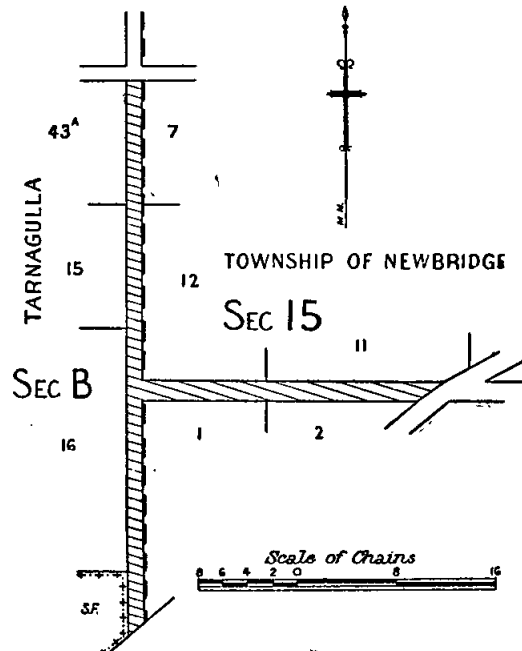 43A
7
TARNAGULLA
M.N.
15
12
TOWNSHIP OF NEWBRIDGE
SEC 15
11
SEC B
1
2
16
Scale of Chains
8 6 4 2 0 8 16
S.F.